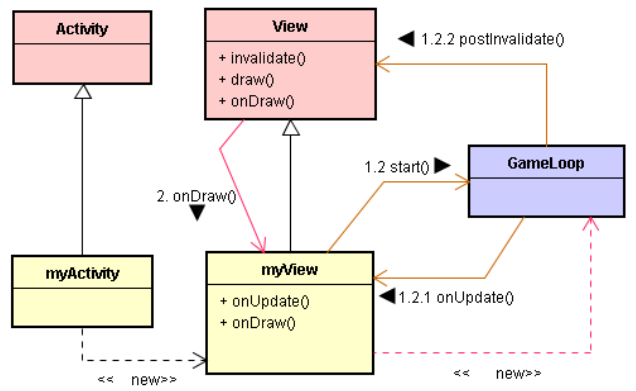 Activity
View
+ invalidate()
+ draw()
+ onDraw()
1.2.2 postInvalidate()
GameLoop
1.2 start()
2. onDraw()
myActivity
myView
+ onUpdate()
+ onDraw()
1.2.1 onUpdate()
<< new>>
<< new>>